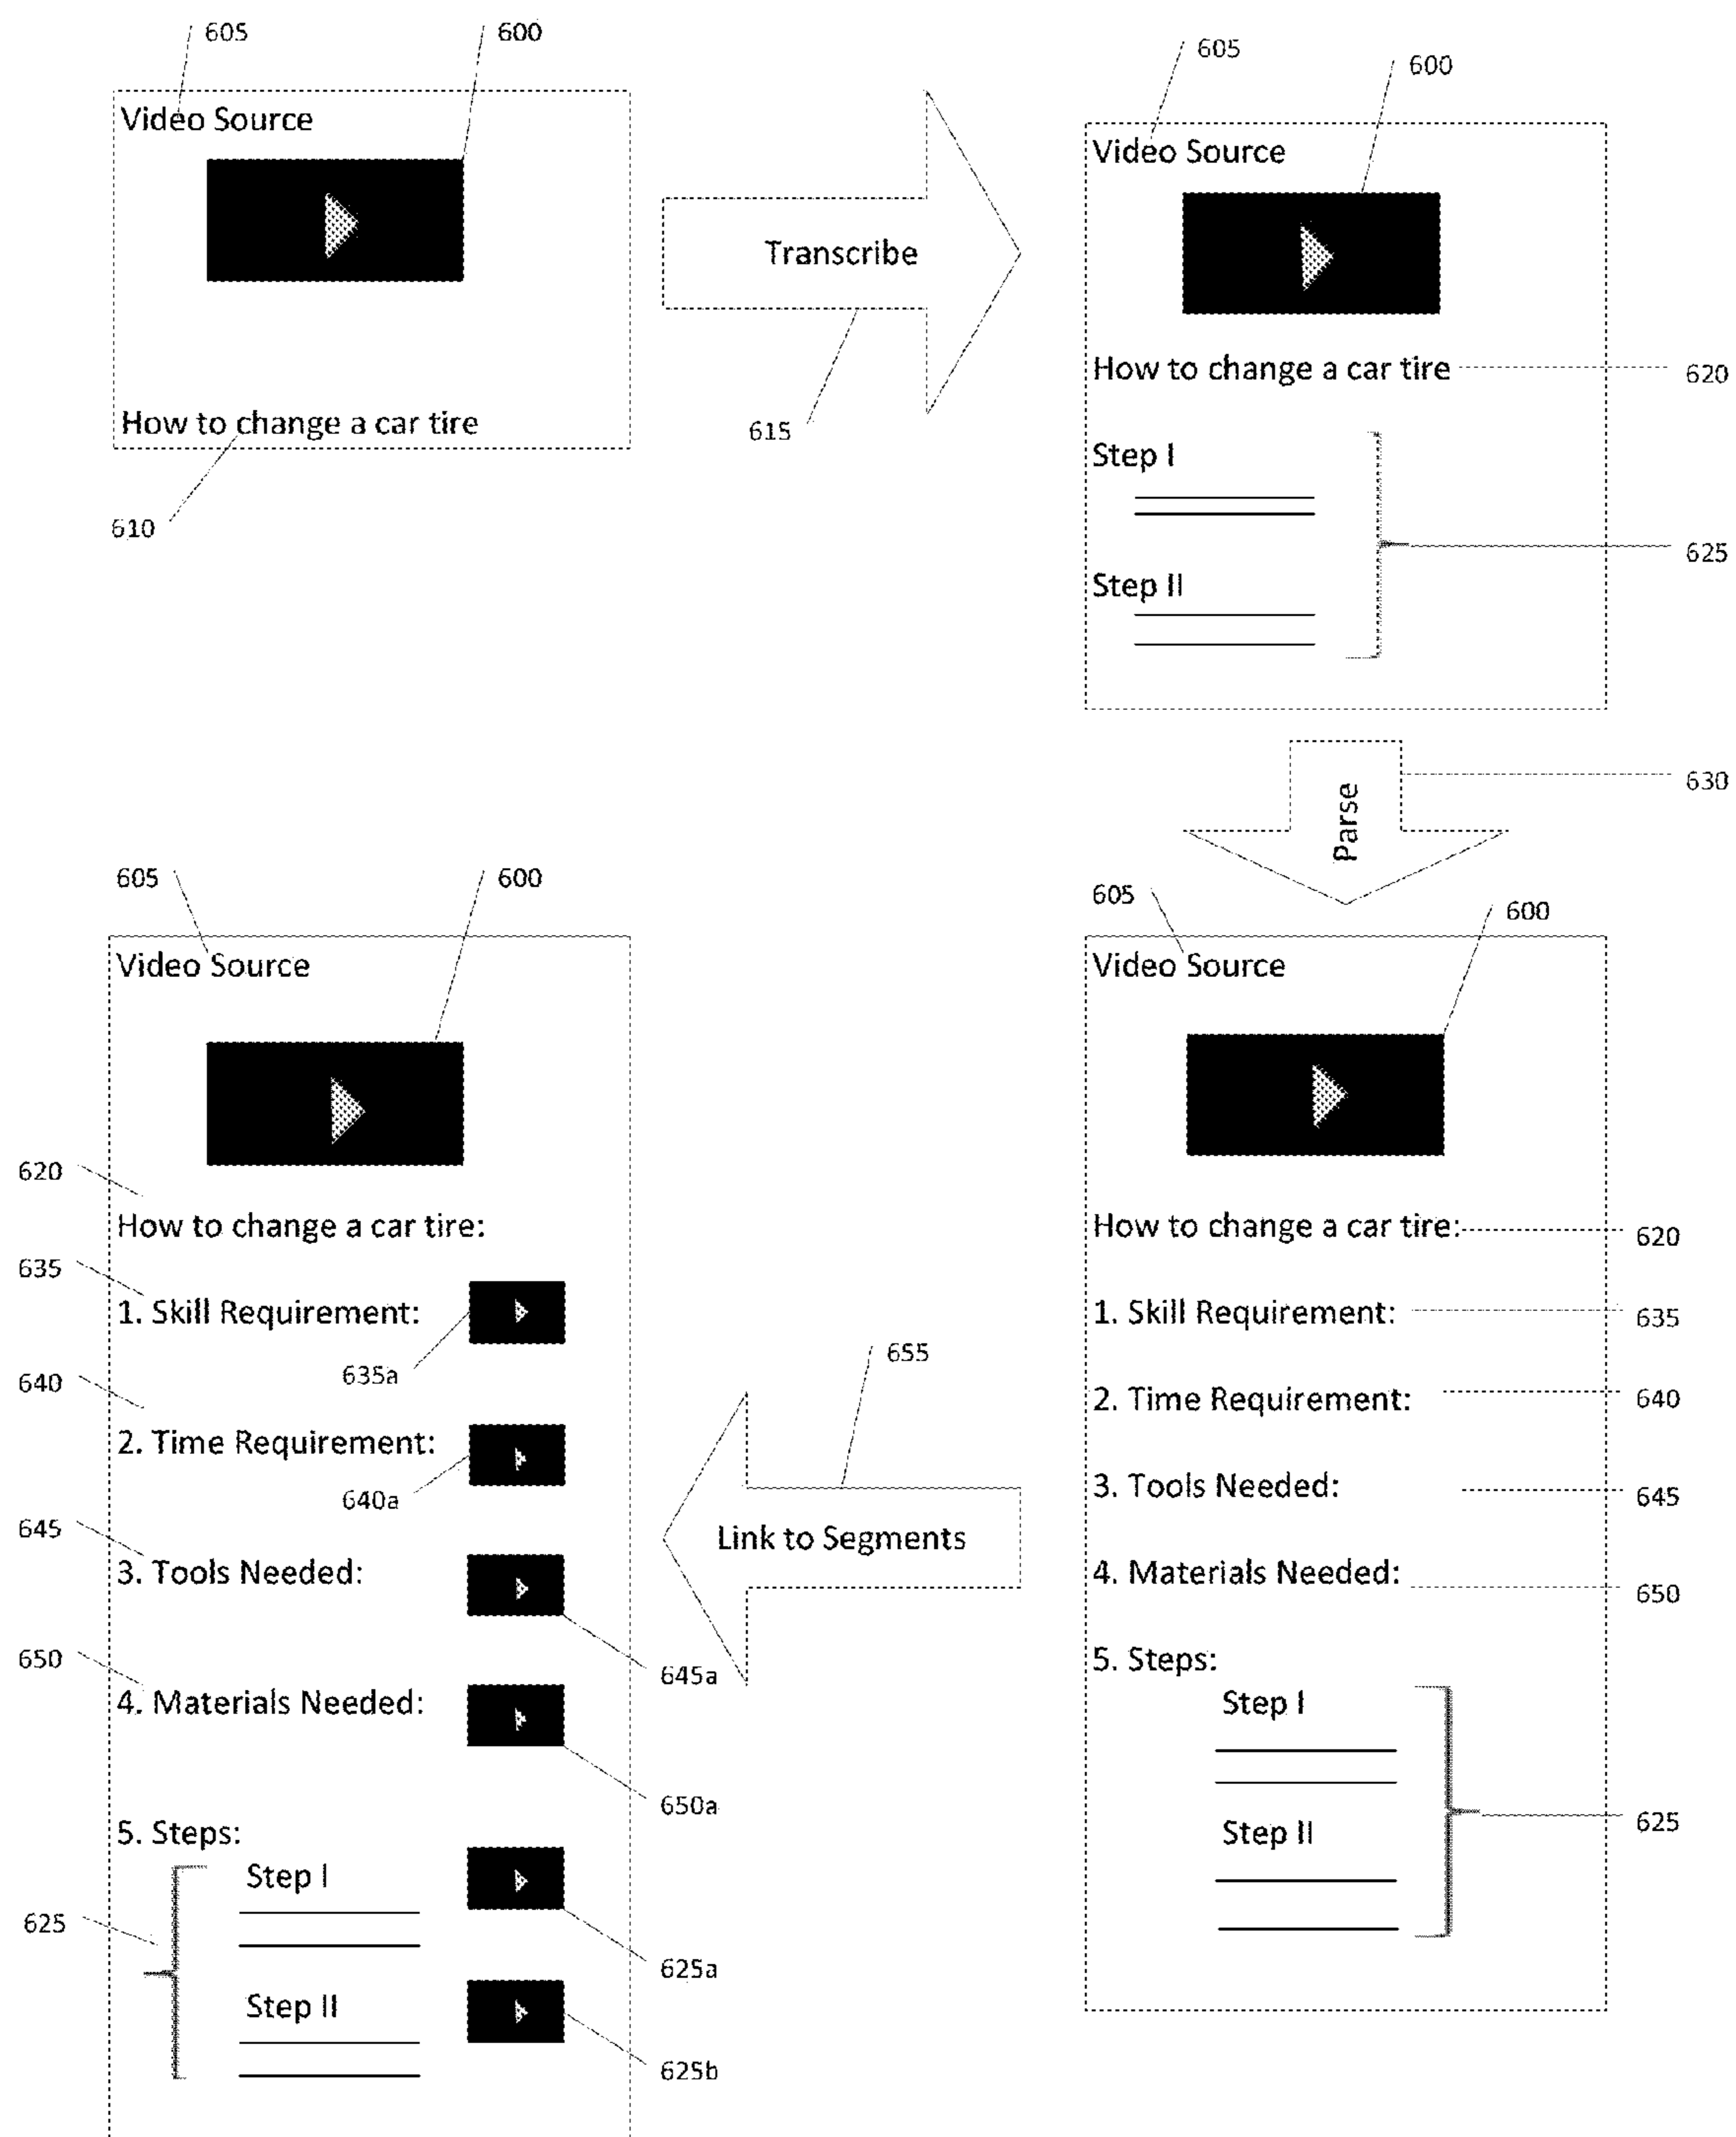 605
600
Video Source
How to change a car tire
610
Transcribe
615
605
600
Video Source
How to change a car tire
620
Step I
625
Step II
Parse
630
605
600
Video Source
How to change a car tire:
620
1. Skill Requirement:
635
2. Time Requirement:
640
3. Tools Needed:
645
4. Materials Needed:
650
5. Steps:
Step I
625
Step II
655
Link to Segments
605
600
Video Source
620
How to change a car tire:
635
1. Skill Requirement:
635a
640
2. Time Requirement:
640a
645
3. Tools Needed:
645a
650
4. Materials Needed:
650a
5. Steps:
Step I
625
625a
Step II
625b